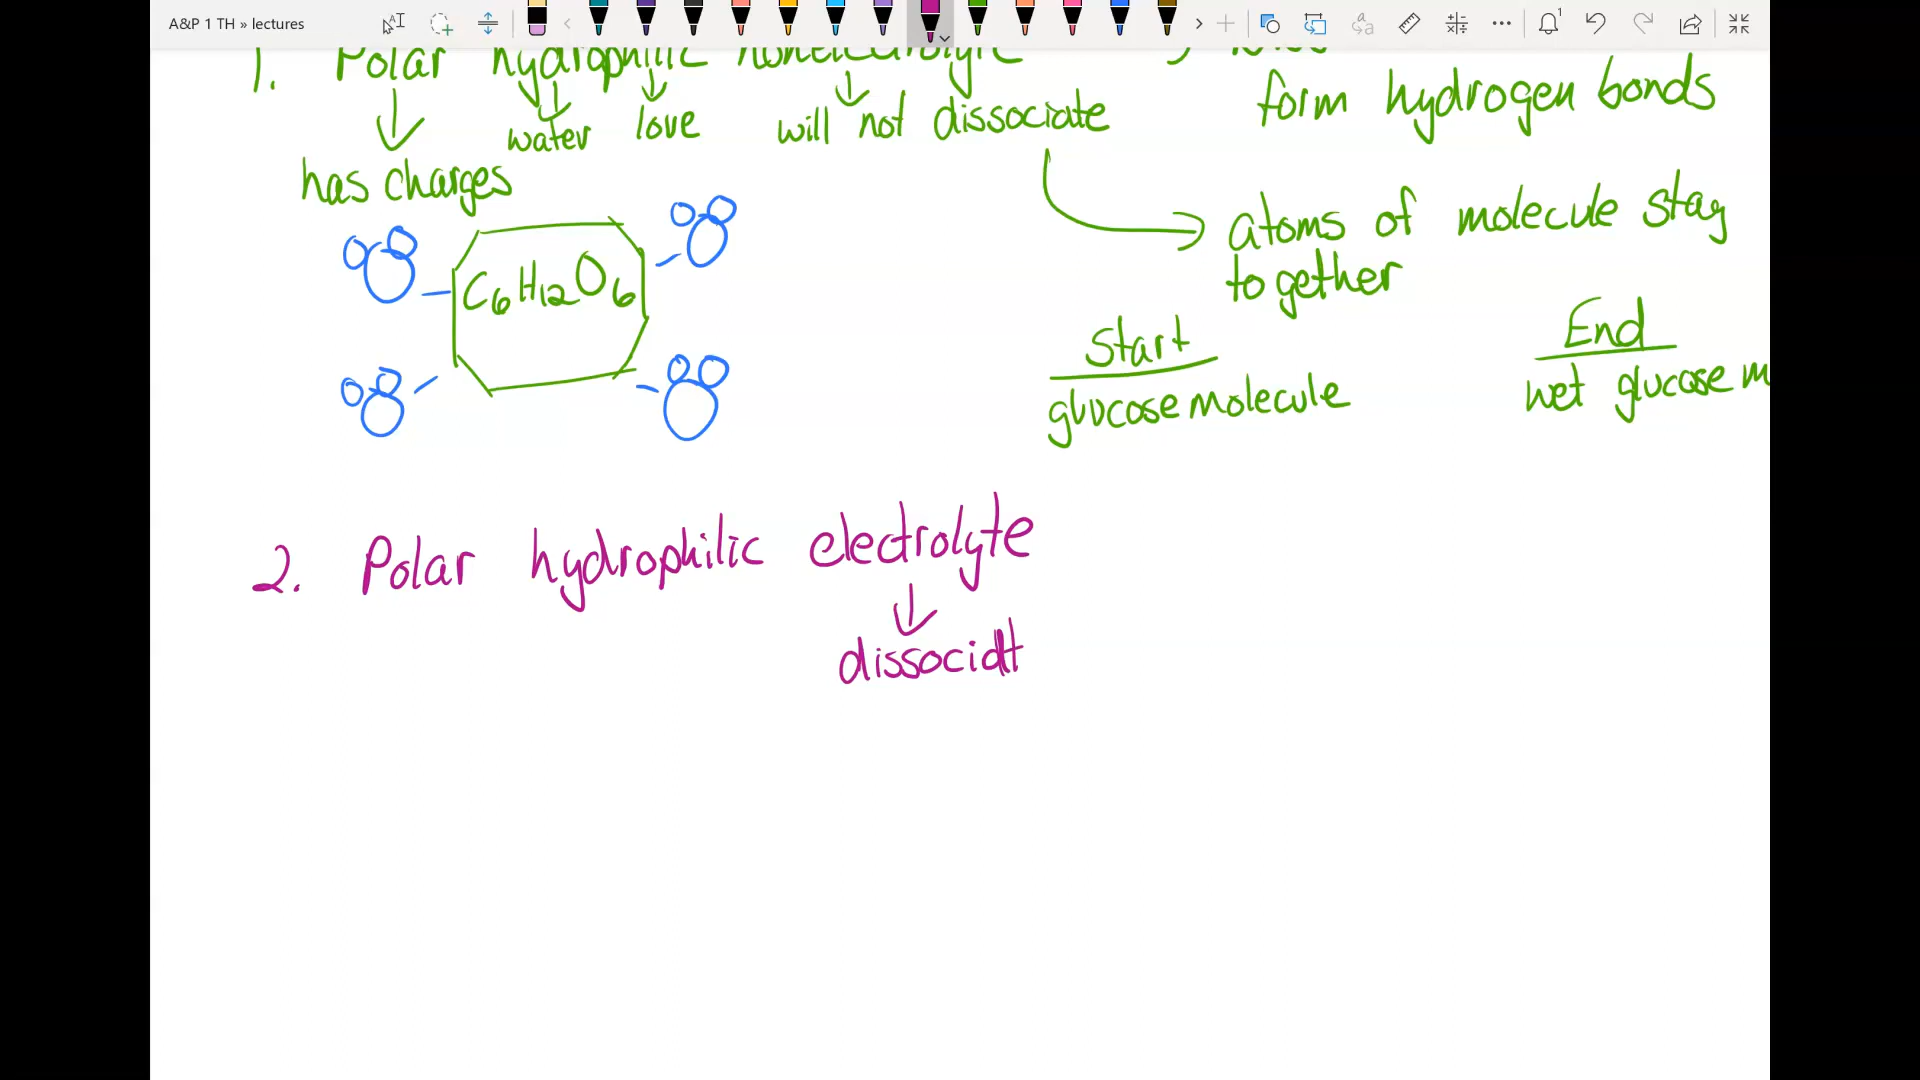 A&P 1 TH » lectures
1. Polar hydrophilic nonelectrolyte
form hydrogen bonds
water love will not dissociate
has charges
atoms of molecule stay
together
C6H12O6
Start
glucose molecule
End
wet glucose m
2. Polar hydrophilic electrolyte
dissociat